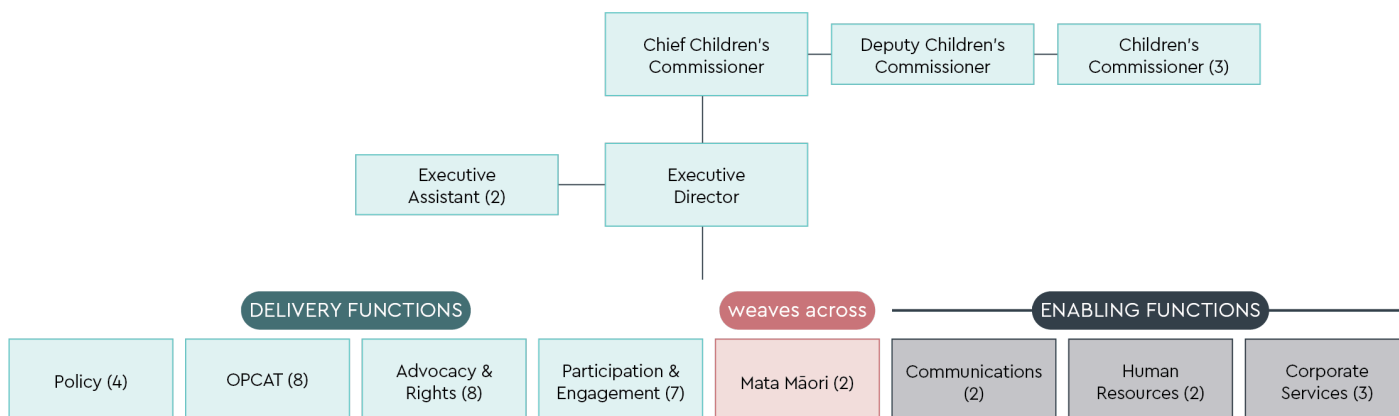 Chief Children's
Commissioner
Deputy Children's
Commissioner
Children's
Commissioner (3)
Executive
Assistant (2)
Executive
Director
DELIVERY FUNCTIONS
weaves across
ENABLING FUNCTIONS
Policy (4)
OPCAT (8)
Advocacy &
Rights (8)
Participation &
Engagement (7)
Mata Māori (2)
Communications
(2)
Human
Resources (2)
Corporate
Services (3)